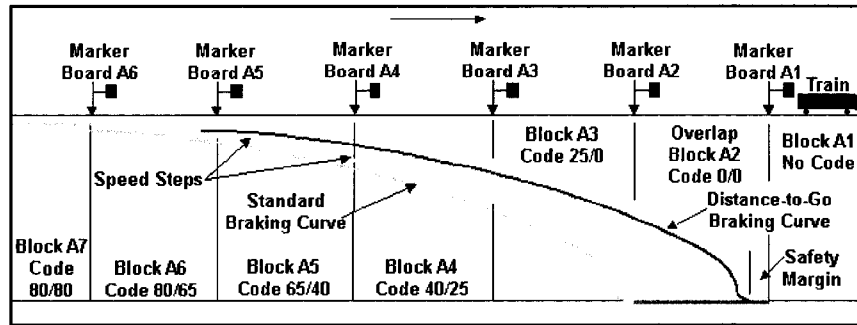 Marker
Board A6
Marker
Board A5
Marker
Board A4
Marker
Board A3
Marker
Board A2
Marker
Board A1
Train
Block A3
Code 25/0
Overlap
Block A2
Code 0/0
Block A1
No Code
Speed Steps
Standard
Braking Curve
Distance-to-Go
Braking Curve
Block A7
Code
80/80
Block A6
Code 80/65
Block A5
Code 65/40
Block A4
Code 40/25
Safety
Margin